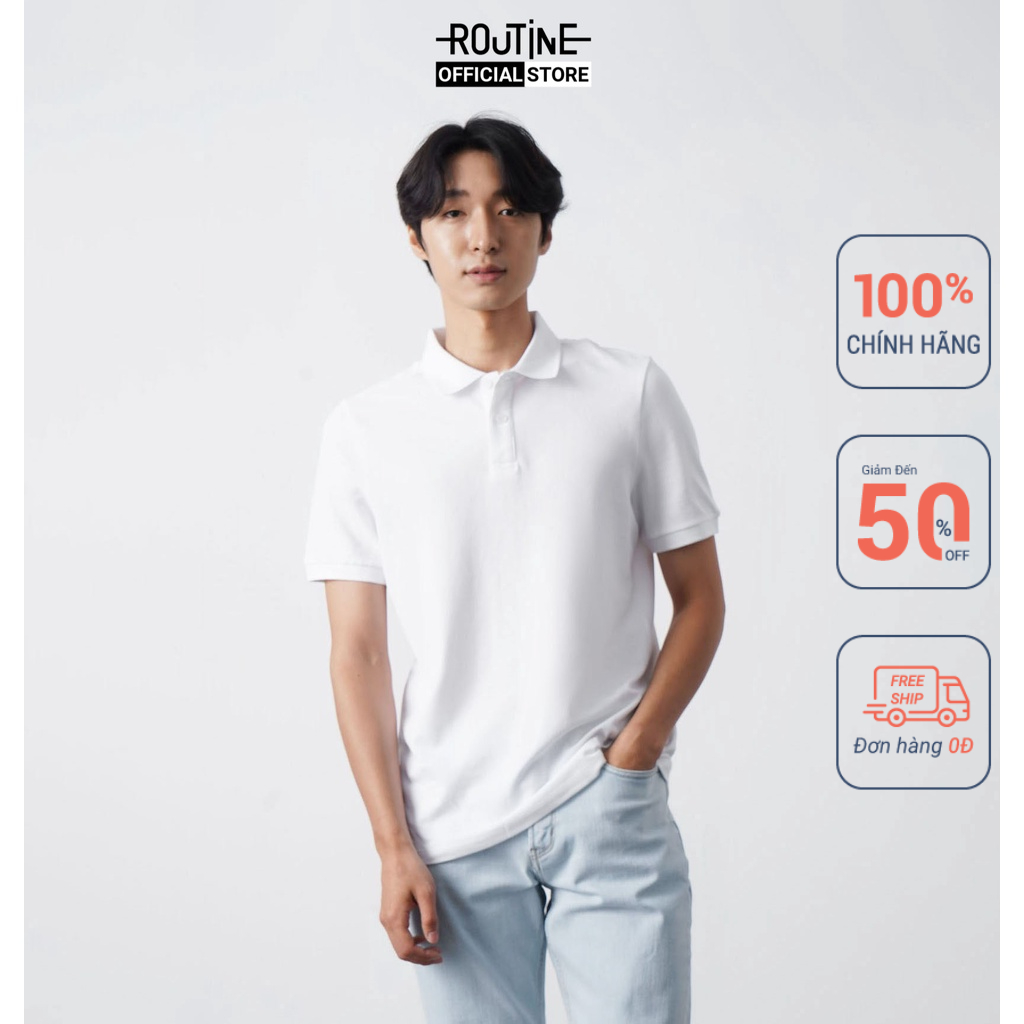 ROUTINE
OFFICIAL STORE
100%
CHÍNH HÃNG
Giảm Đến
50%
OFF
FREE
SHIP
Đơn hàng 0Đ